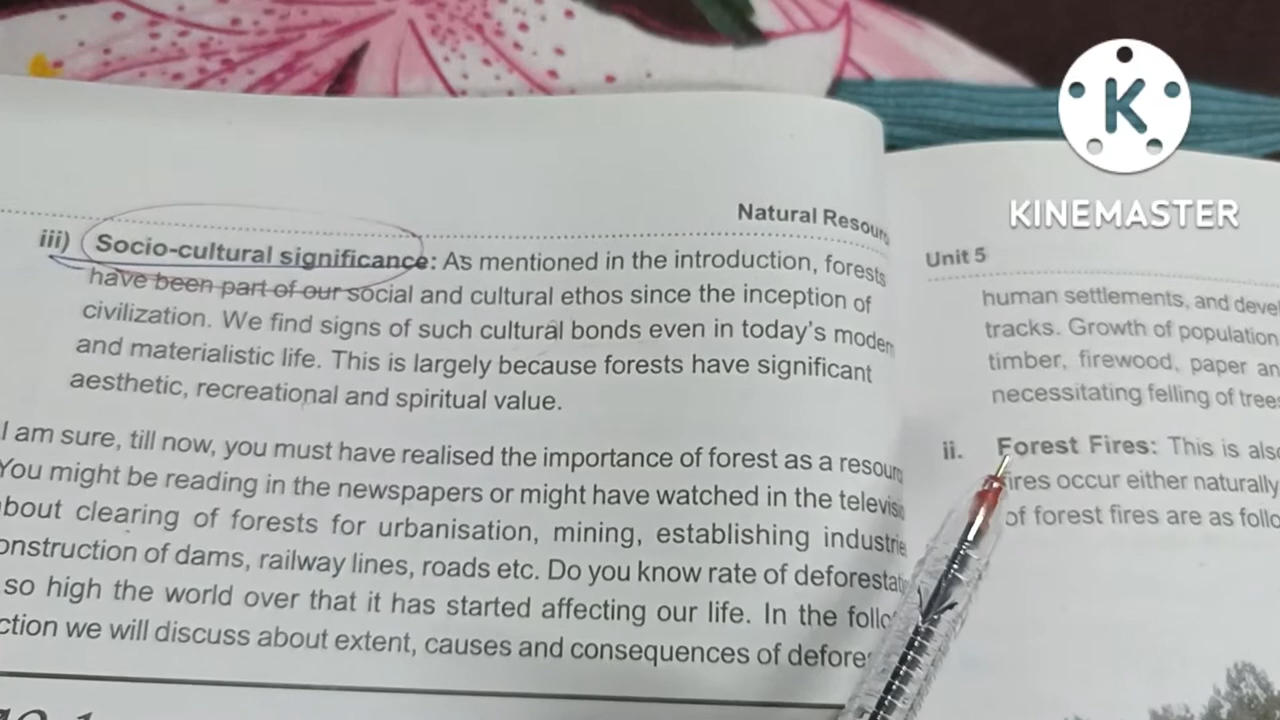 Natural Resour
iii) Socio-cultural significance: As mentioned in the introduction, forests
have been part of our social and cultural ethos since the inception of
civilization. We find signs of such cultural bonds even in today's modern
and materialistic life. This is largely because forests have significant
aesthetic, recreational and spiritual value.
I am sure, till now, you must have realised the importance of forest as a resour
You might be reading in the newspapers or might have watched in the televisi
bout clearing of forests for urbanisation, mining, establishing industrie
onstruction of dams, railway lines, roads etc. Do you know rate of deforestat
so high the world over that it has started affecting our life. In the follo
ction we will discuss about extent, causes and consequences of defore
Unit 5
human settlements, and deve
tracks. Growth of population
timber, firewood, paper an
necessitating felling of trees
ii. Forest Fires: This is also
ires occur either naturally
of forest fires are as follo
K
KINEMASTER